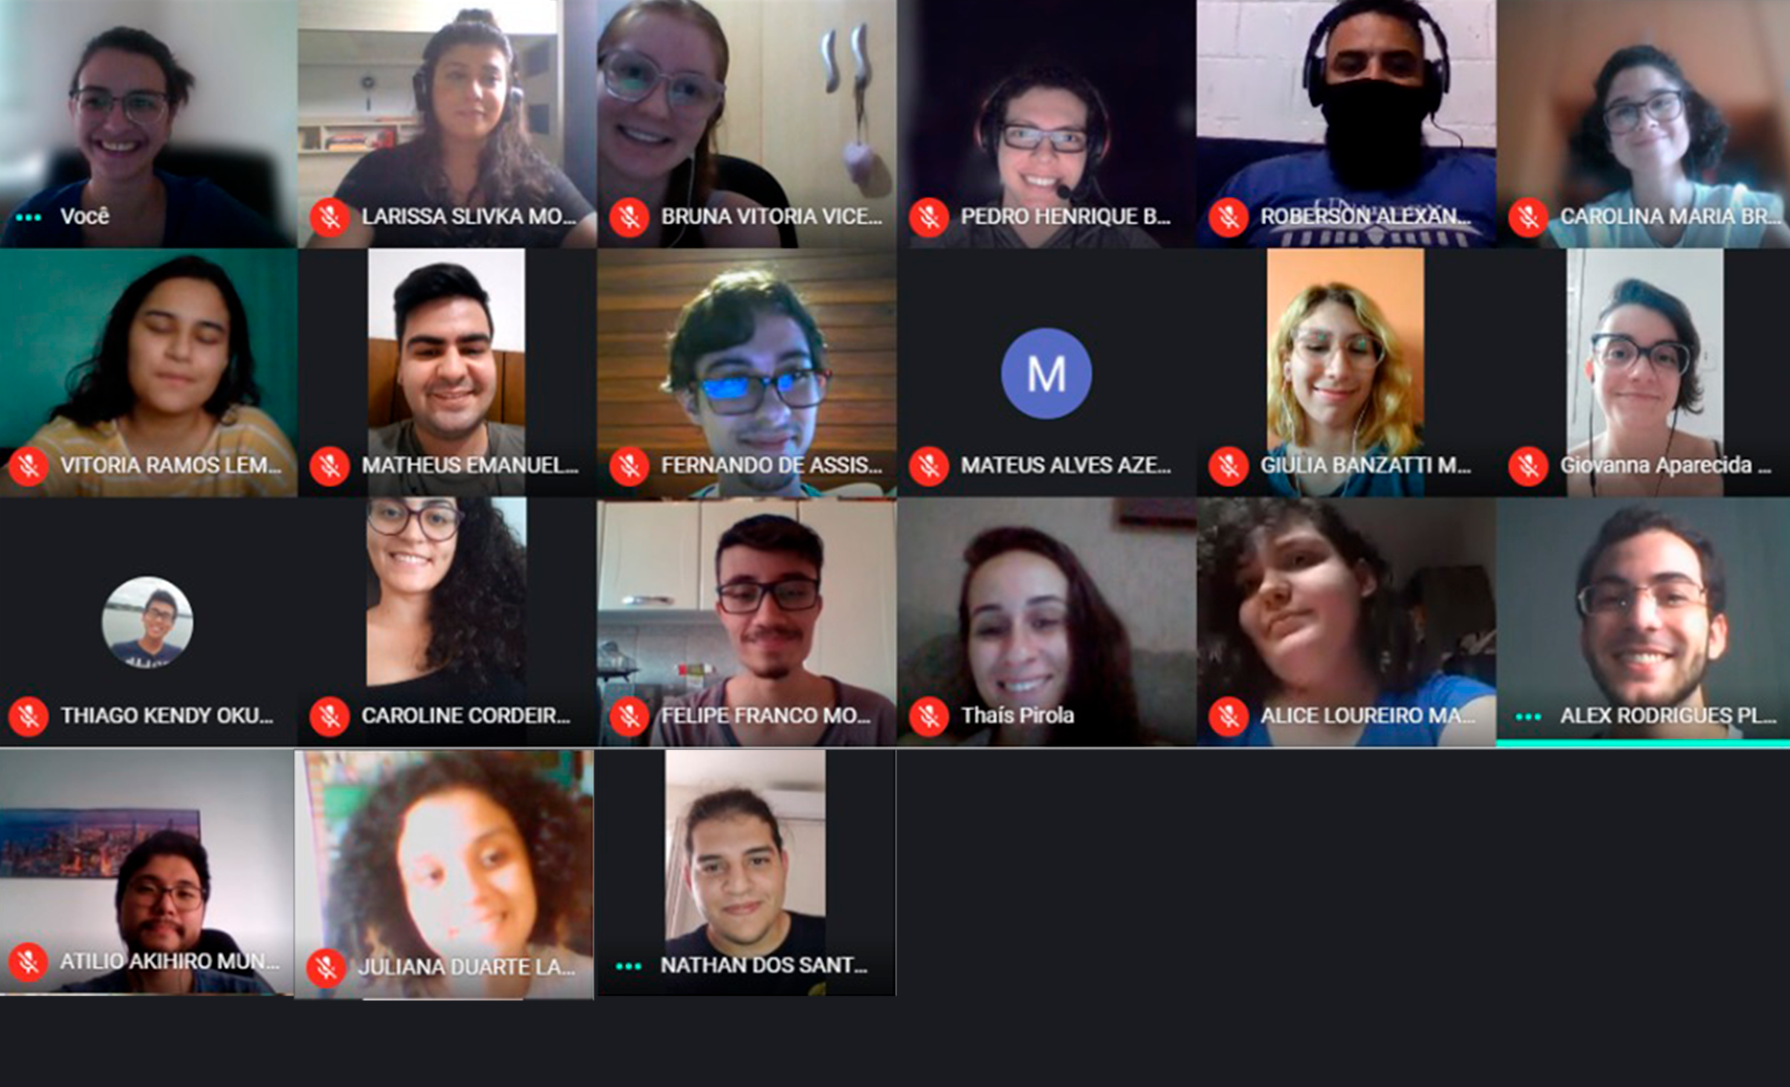 Você
LARISSA SLIVKA MO...
BRUNA VITORIA VICE...
PEDRO HENRIQUE B...
ROBERSON ALEXAN...
CAROLINA MARIA BR...
VITORIA RAMOS LEM...
MATHEUS EMANUEL...
FERNANDO DE ASSIS...
M
MATEUS ALVES AZE...
GIULIA BANZATTI M...
Giovanna Aparecida ...
THIAGO KENDY OKU...
CAROLINE CORDEIR...
FELIPE FRANCO MO...
Thaís Pirola
ALICE LOUREIRO MA...
ALEX RODRIGUES PL...
ATILIO AKIHIRO MUN...
JULIANA DUARTE LA...
NATHAN DOS SANT...